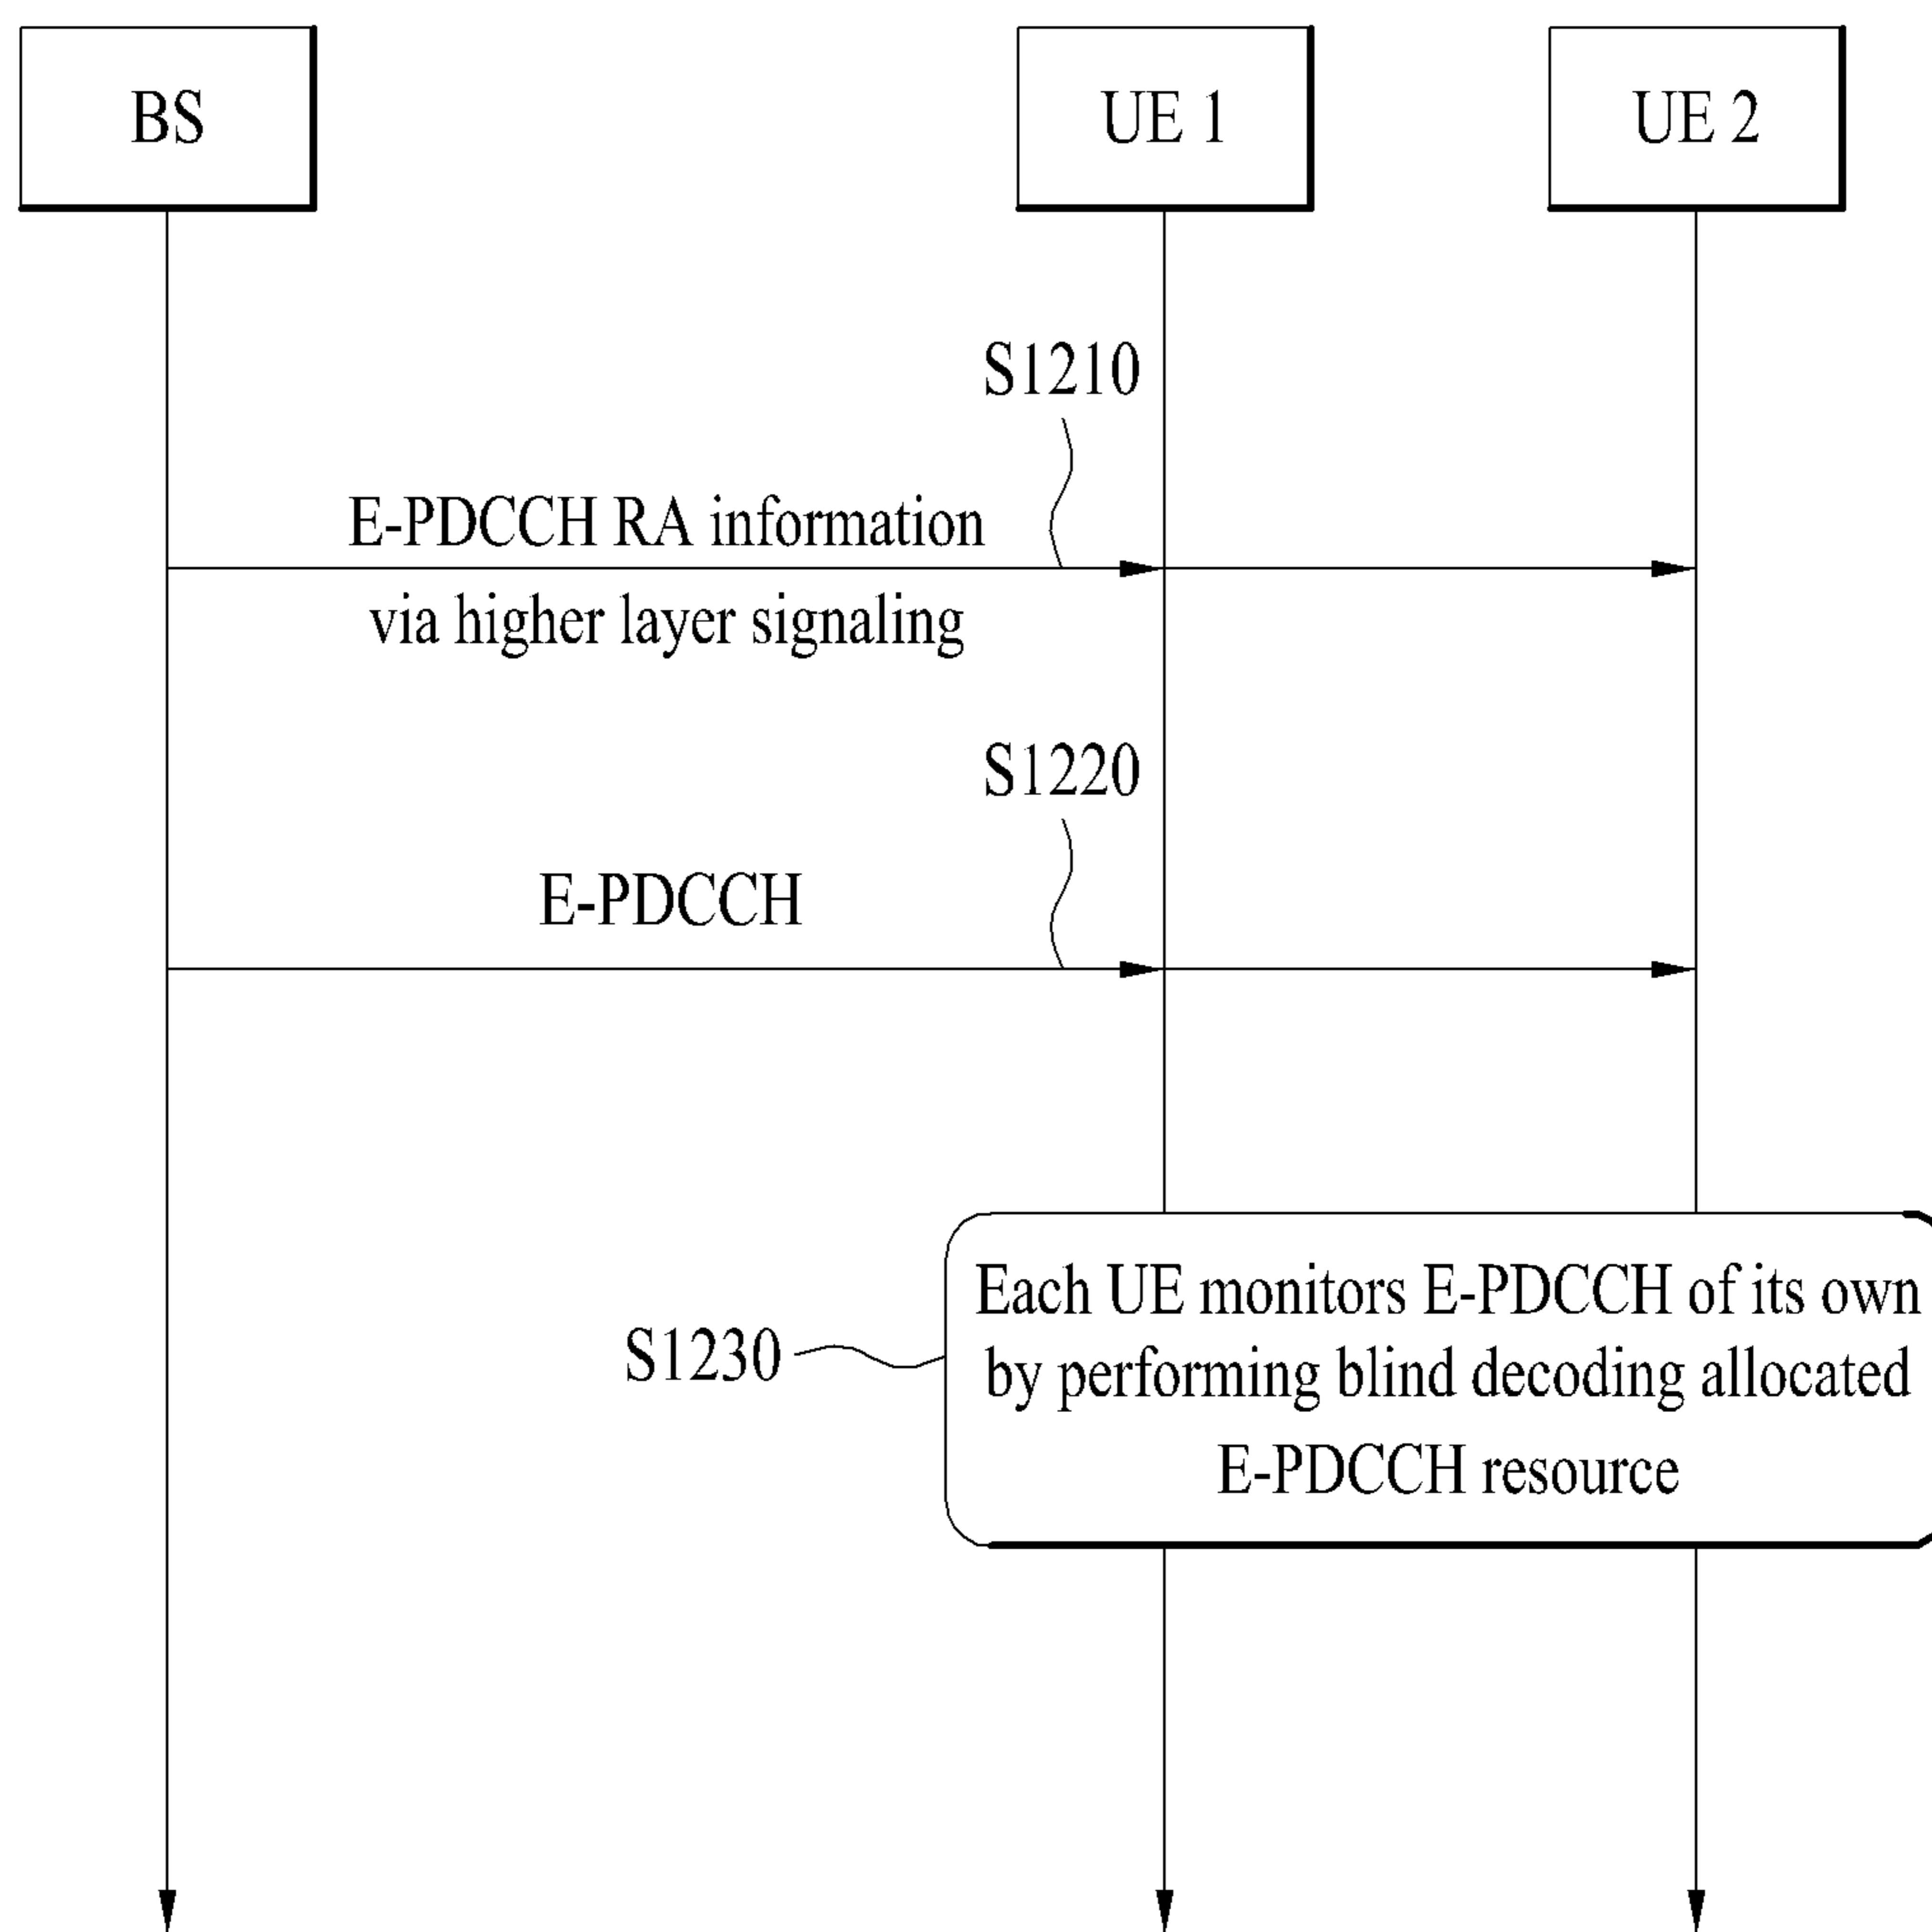 BS
UE 1
UE 2
S1210
E-PDCCH RA information
via higher layer signaling
S1220
E-PDCCH
Each UE monitors E-PDCCH of its own
S1230
by performing blind decoding allocated
E-PDCCH resource